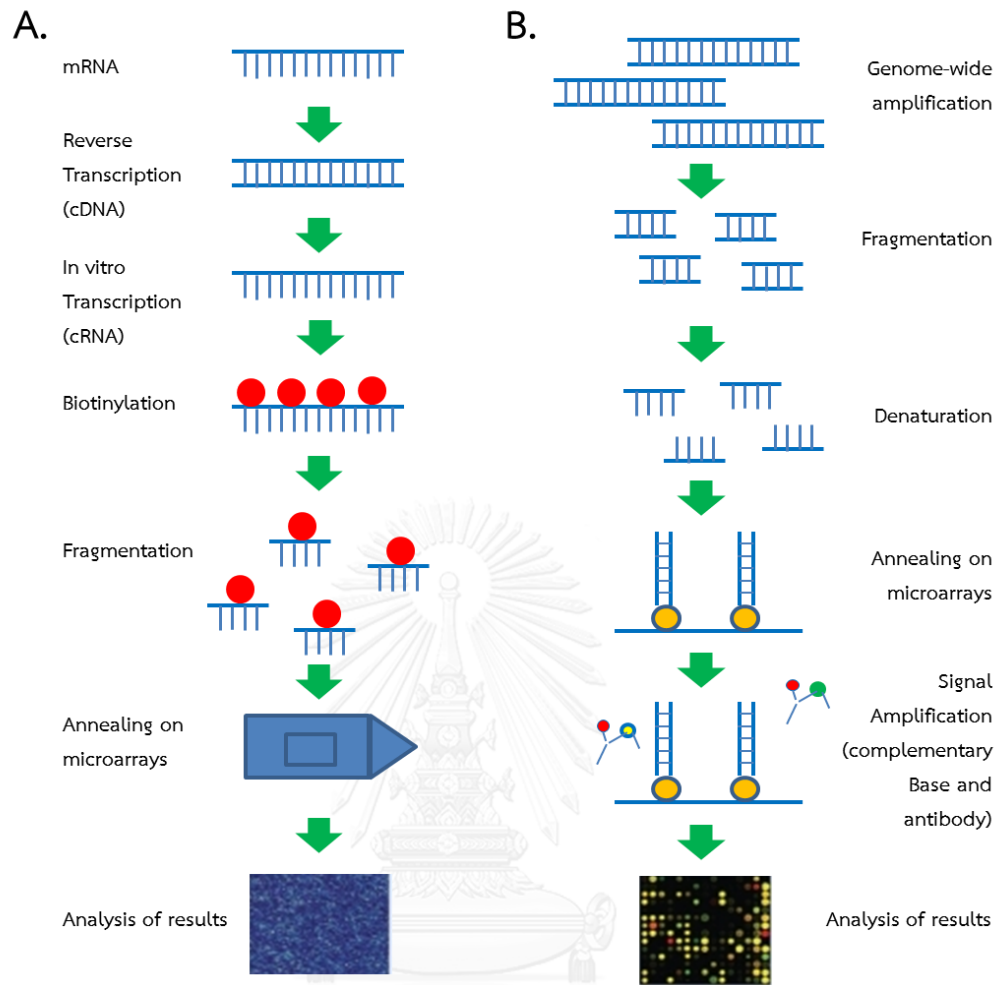 A.
mRNA
Reverse
Transcription
(cDNA)
In vitro
Transcription
(cRNA)
Biotinylation
Fragmentation
Annealing on
microarrays
Analysis of results
B.
Genome-wide
amplification
Fragmentation
Denaturation
Annealing on
microarrays
Signal
Amplification
(complementary
Base and
antibody)
Analysis of results